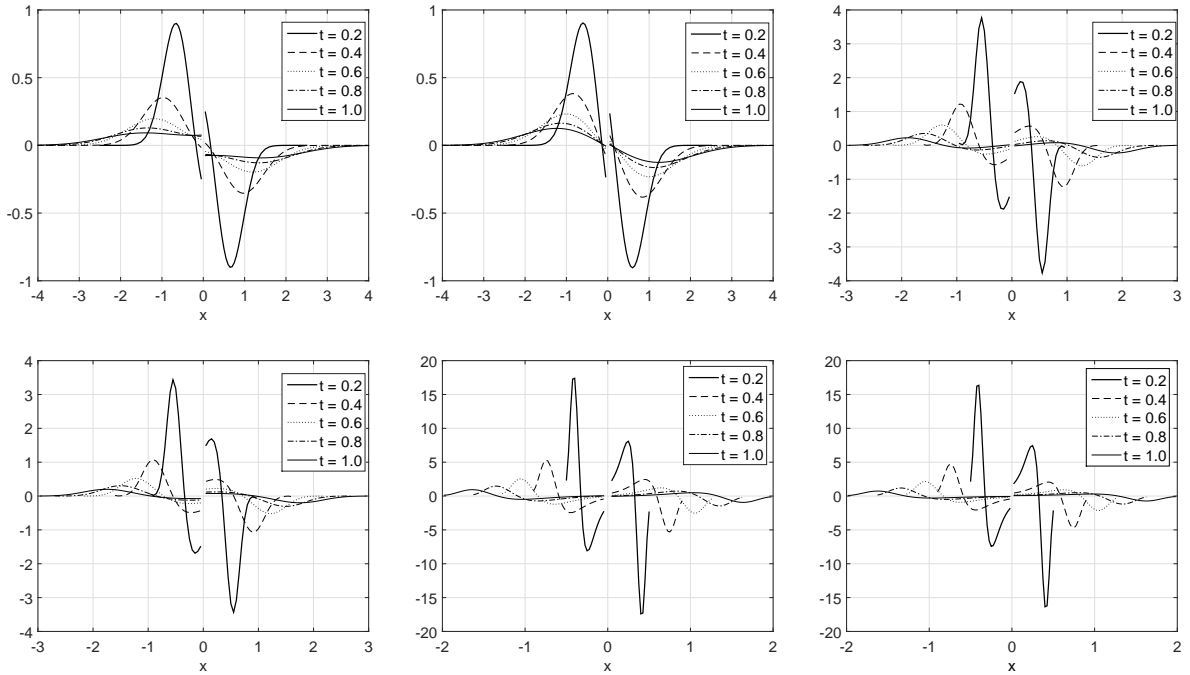 1
0.5
0
-0.5
-1
-4 -3 -2 -1 0 1 2 3 4
x
t = 0.2
t = 0.4
t = 0.6
t = 0.8
t = 1.0
1
0.5
0
-0.5
-1
-4 -3 -2 -1 0 1 2 3 4
x
t = 0.2
t = 0.4
t = 0.6
t = 0.8
t = 1.0
4
3
2
1
0
-1
-2
-3
-4
-3 -2 -1 0 1 2 3
x
t = 0.2
t = 0.4
t = 0.6
t = 0.8
t = 1.0
4
3
2
1
0
-1
-2
-3
-4
-3 -2 -1 0 1 2 3
x
t = 0.2
t = 0.4
t = 0.6
t = 0.8
t = 1.0
20
15
10
5
0
-5
-10
-15
-20
-2 -1 0 1 2
x
t = 0.2
t = 0.4
t = 0.6
t = 0.8
t = 1.0
20
15
10
5
0
-5
-10
-15
-20
-2 -1 0 1 2
x
t = 0.2
t = 0.4
t = 0.6
t = 0.8
t = 1.0